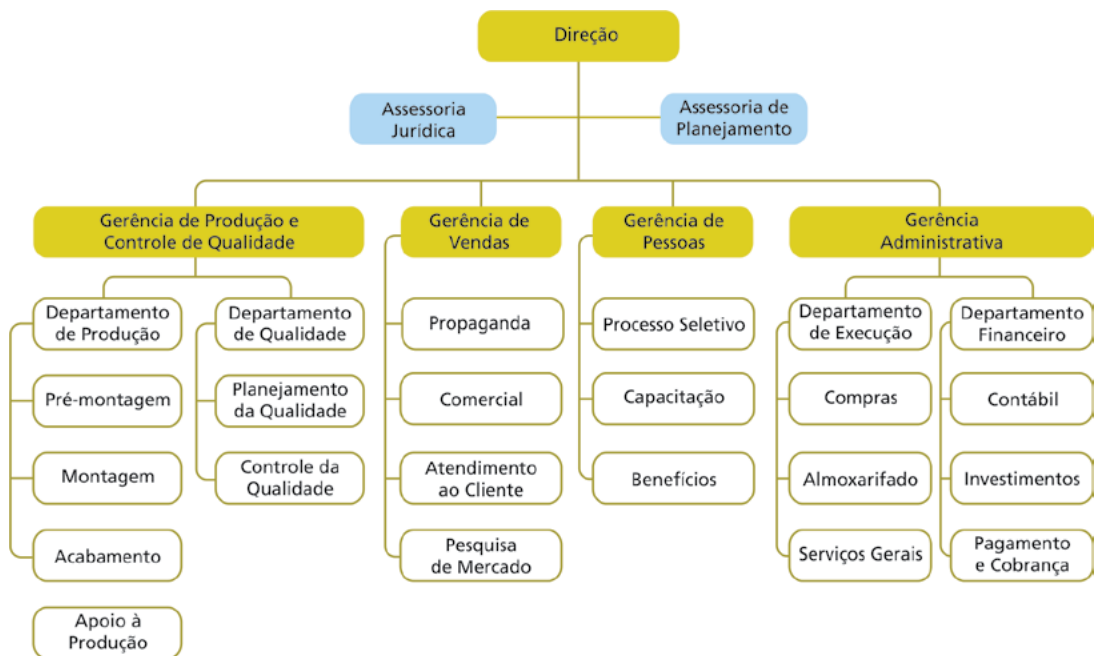 Direção
Assessoria
Jurídica
Assessoria de
Planejamento
Gerência de Produção e
Controle de Qualidade
Gerência de
Vendas
Gerência de
Pessoas
Gerência
Administrativa
Departamento
de Produção
Departamento
de Qualidade
Propaganda
Processo Seletivo
Departamento
de Execução
Departamento
Financeiro
Pré-montagem
Planejamento
da Qualidade
Comercial
Capacitação
Compras
Contábil
Montagem
Controle da
Qualidade
Atendimento
ao Cliente
Benefícios
Almoxarifado
Investimentos
Acabamento
Pesquisa
de Mercado
Serviços Gerais
Pagamento
e Cobrança
Apoio à
Produção